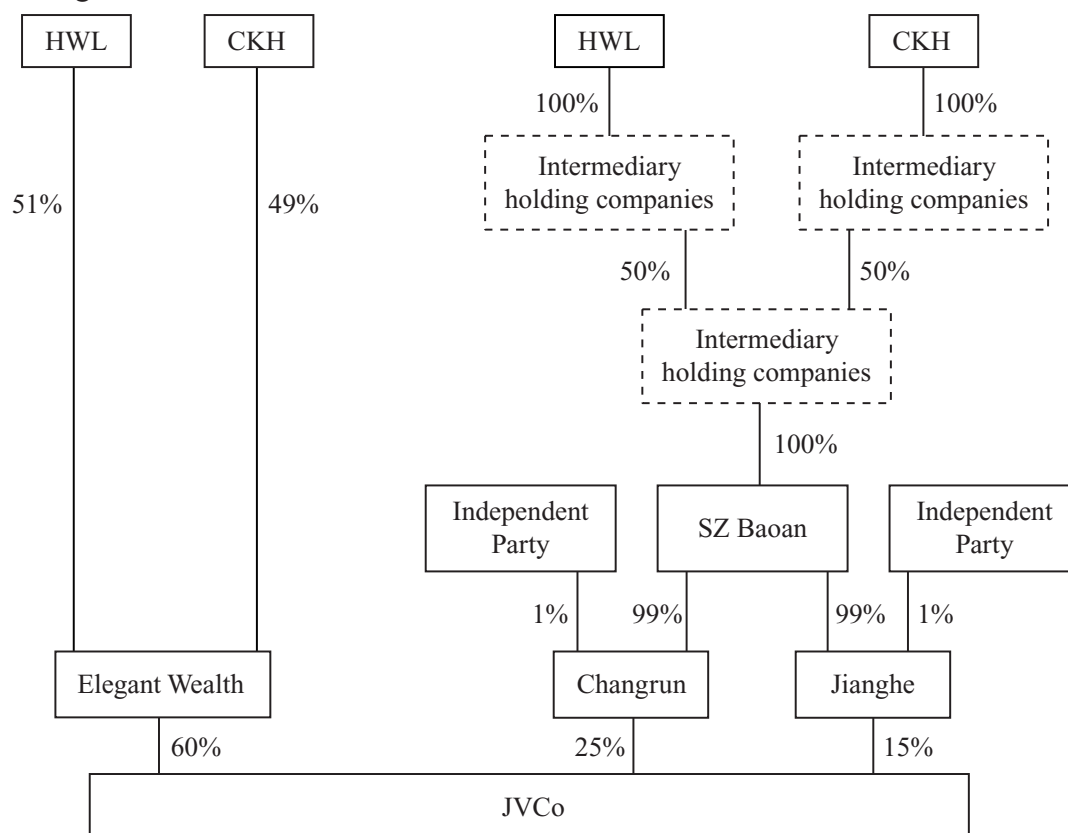 HWL
CKH
HWL
CKH
100%
100%
Intermediary
holding companies
Intermediary
holding companies
51%
49%
50%
50%
Intermediary
holding companies
100%
Independent
Party
SZ Baoan
Independent
Party
1%
99%
99%
1%
Elegant Wealth
Changrun
Jianghe
60%
25%
15%
JVCo